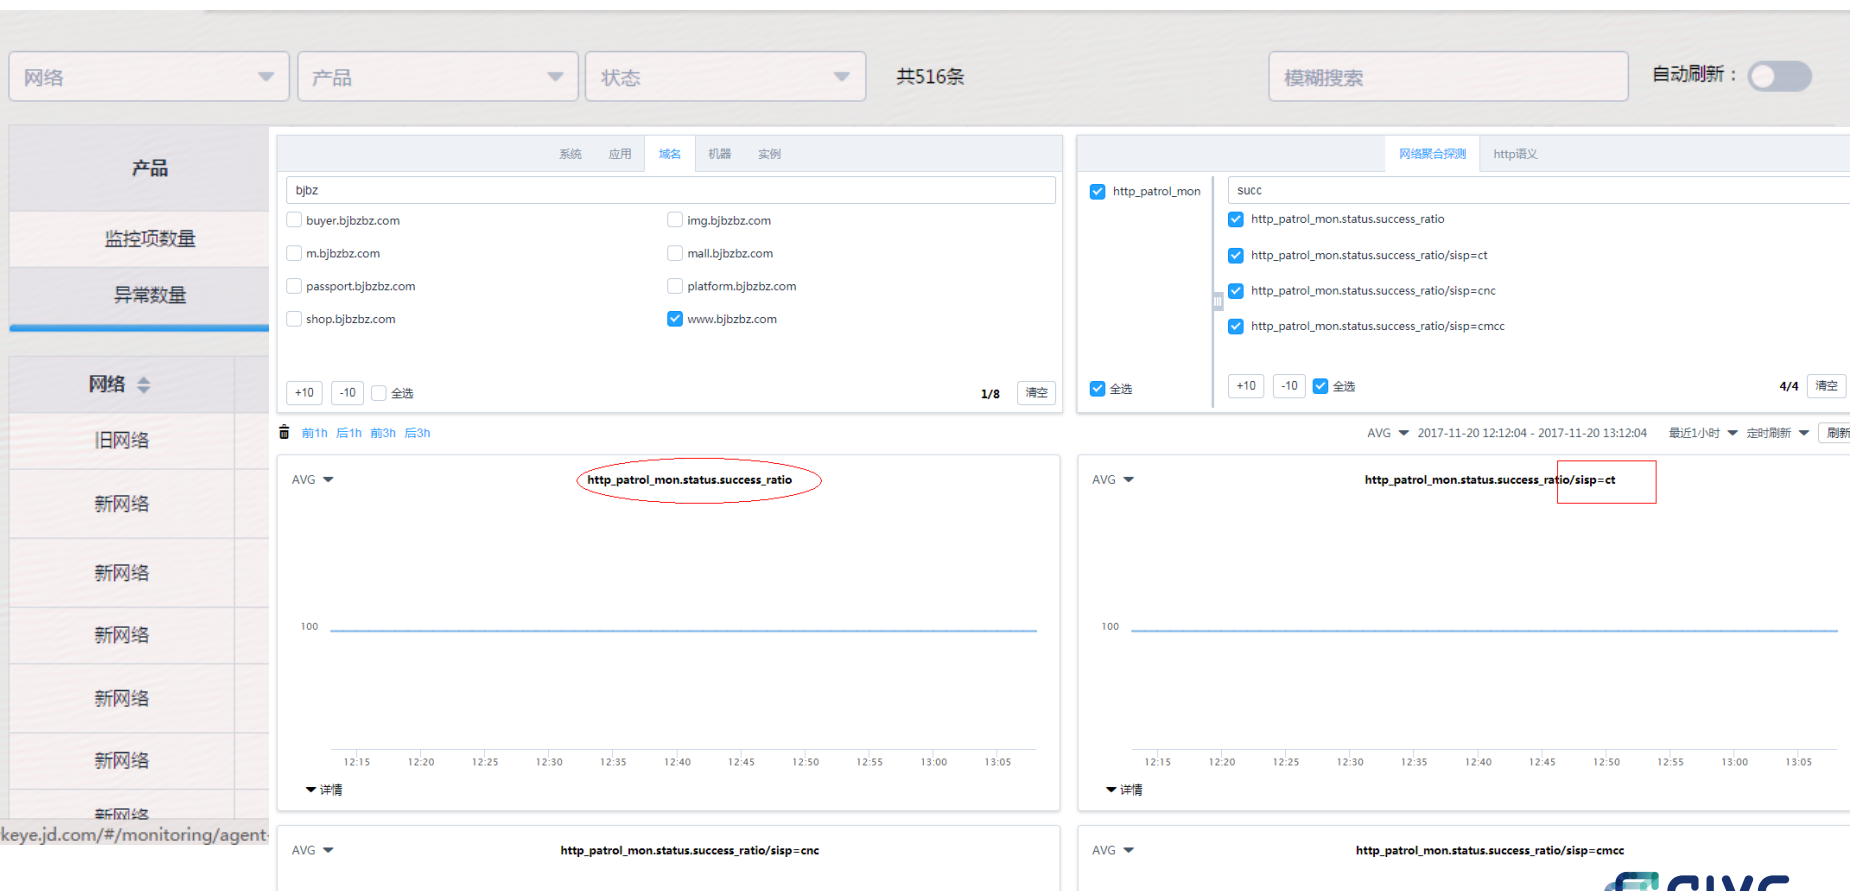 网络
产品
状态
共516条
模糊搜索
自动刷新：
产品
监控项数量
异常数量
网络
旧网络
新网络
新网络
新网络
新网络
新网络
新网络
keye.jd.com/#/monitoring/agent-
系统 应用 域名 机器 实例
bjbz
buyer.bjbzbz.com img.bjbzbz.com
m.bjbzbz.com mall.bjbzbz.com
passport.bjbzbz.com platform.bjbzbz.com
shop.bjbzbz.com www.bjbzbz.com
+10 -10 全选 1/8 清空
网络聚合探测 http语义
http_patrol_mon
succ
http_patrol_mon.status.success_ratio
http_patrol_mon.status.success_ratio/sisp=ct
http_patrol_mon.status.success_ratio/sisp=cnc
http_patrol_mon.status.success_ratio/sisp=cmcc
全选
+10 -10 全选 4/4 清空
前1h 后1h 前3h 后3h
AVG 2017-11-20 12:12:04 - 2017-11-20 13:12:04 最近1小时 定时刷新 刷新
AVG http_patrol_mon.status.success_ratio
100
12:15 12:20 12:25 12:30 12:35 12:40 12:45 12:50 12:55 13:00 13:05
详情
AVG http_patrol_mon.status.success_ratio/sisp=ct
100
12:15 12:20 12:25 12:30 12:35 12:40 12:45 12:50 12:55 13:00 13:05
详情
AVG http_patrol_mon.status.success_ratio/sisp=cnc
AVG http_patrol_mon.status.success_ratio/sisp=cmcc